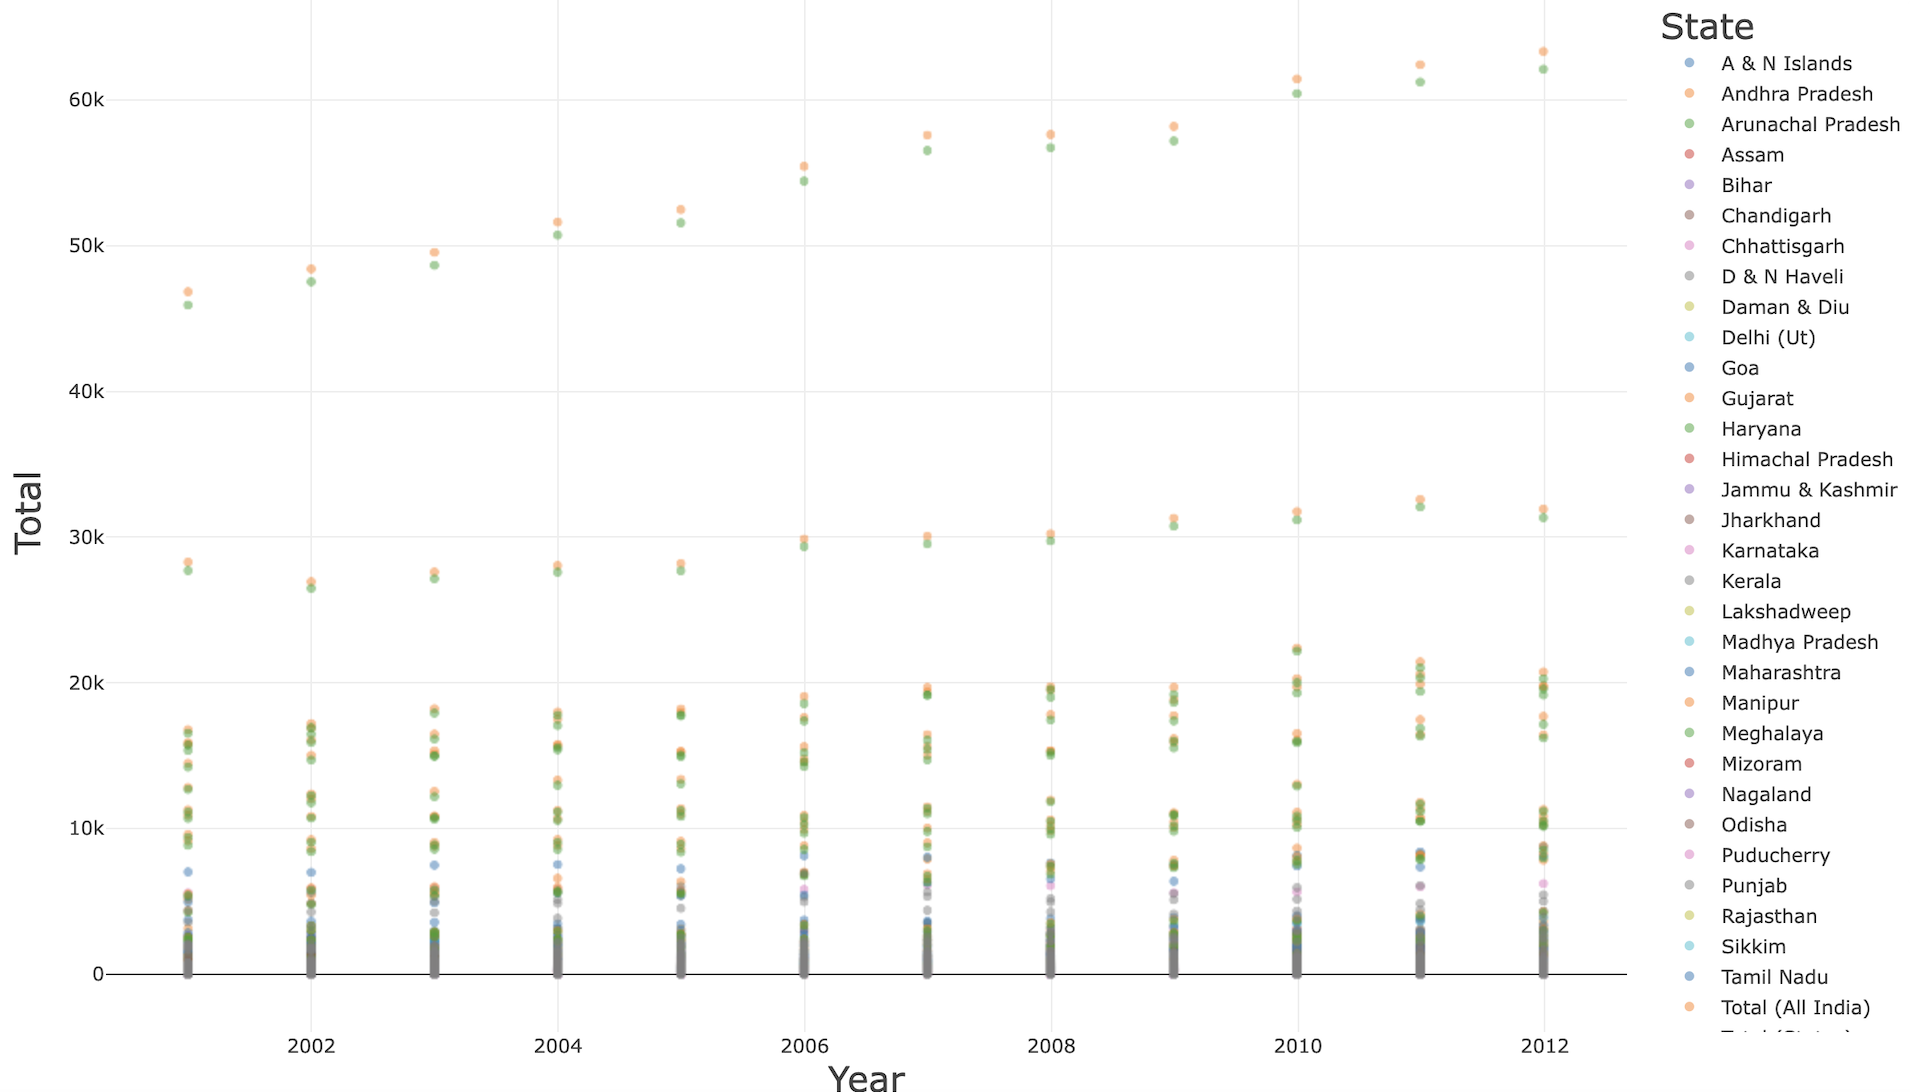 State
A & N Islands
Andhra Pradesh
Arunachal Pradesh
Assam
Bihar
Chandigarh
Chhattisgarh
D & N Haveli
Daman & Diu
Delhi (Ut)
Goa
Gujarat
Haryana
Himachal Pradesh
Jammu & Kashmir
Jharkhand
Karnataka
Kerala
Lakshadweep
Madhya Pradesh
Maharashtra
Manipur
Meghalaya
Mizoram
Nagaland
Odisha
Puducherry
Punjab
Rajasthan
Sikkim
Tamil Nadu
Total (All India)
60k
50k
40k
30k
20k
10k
0
Total
2002 2004 2006 2008 2010 2012
Year